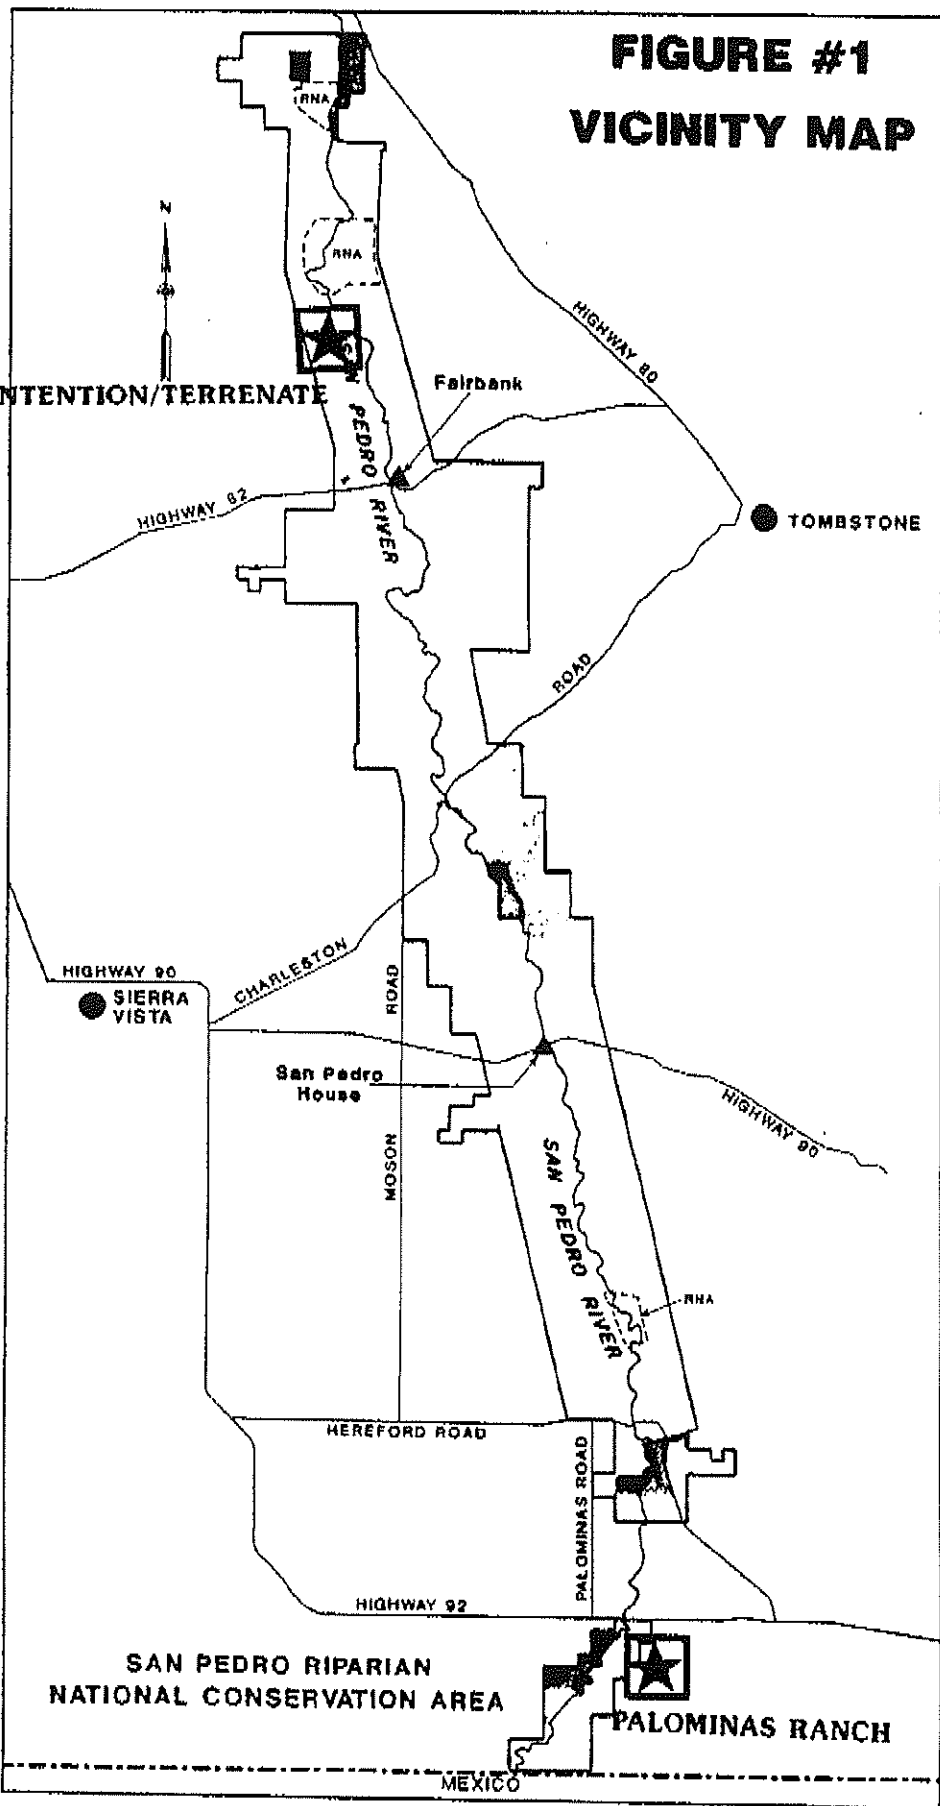 FIGURE #1
VICINITY MAP
RNA
N
RNA
HIGHWAY 80
NTENTION/TERRENATE
Fairbank
SAN PEDRO RIVER
HIGHWAY 82
TOMBSTONE
ROAD
HIGHWAY 90
CHARLESTON
ROAD
SIERRA
VISTA
San Pedro
House
HIGHWAY 90
MOSON
SAN PEDRO RIVER
RNA
HEREFORD ROAD
PALOMINAS ROAD
HIGHWAY 92
SAN PEDRO RIPARIAN
NATIONAL CONSERVATION AREA
PALOMINAS RANCH
MEXICO